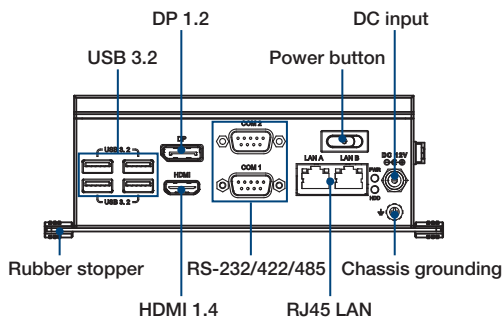 DP 1.2
DC input
USB 3.2
Power button
COM 2
USB 3. 2
DP
LAN A
LAN B
DC 12V
COM 1
HDMI
PWR
HDD
USB 3. 2
Rubber stopper
RS-232/422/485
Chassis grounding
HDMI 1.4
RJ45 LAN